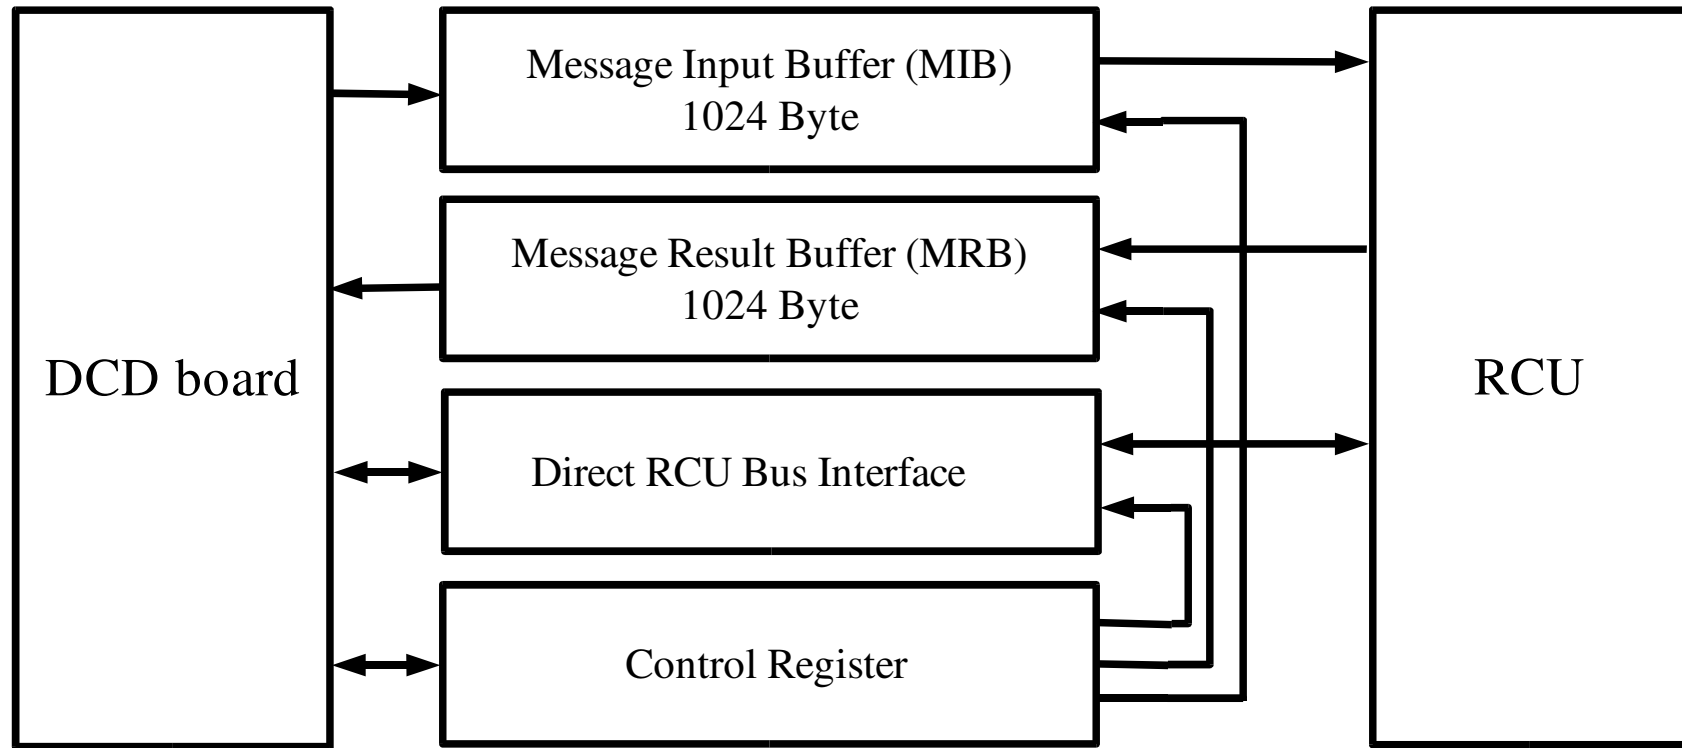 DCD board
Message Input Buffer (MIB)
1024 Byte
Message Result Buffer (MRB)
1024 Byte
Direct RCU Bus Interface
Control Register
RCU